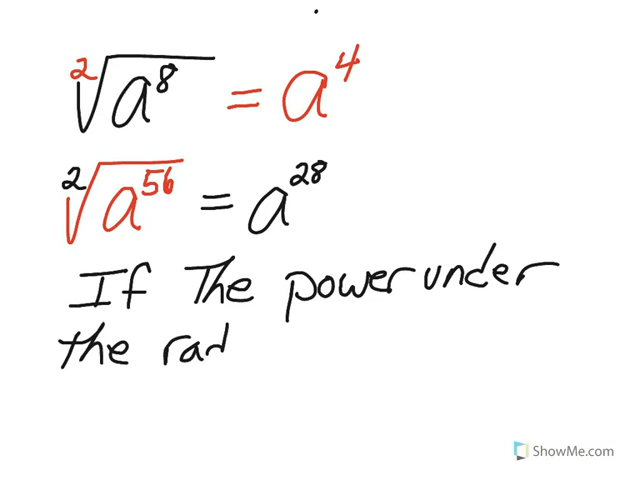 ²√a⁸ = a⁴
²√a⁵⁶ = a²⁸
If The power under
the rad
ShowMe.com